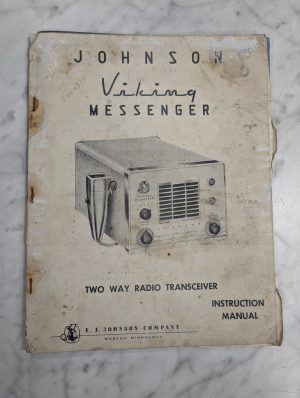 JOHNSON
Viking
MESSENGER
TWO WAY RADIO TRANSCEIVER
INSTRUCTION
MANUAL
E. F. JOHNSON COMPANY
WASECA, MINNESOTA